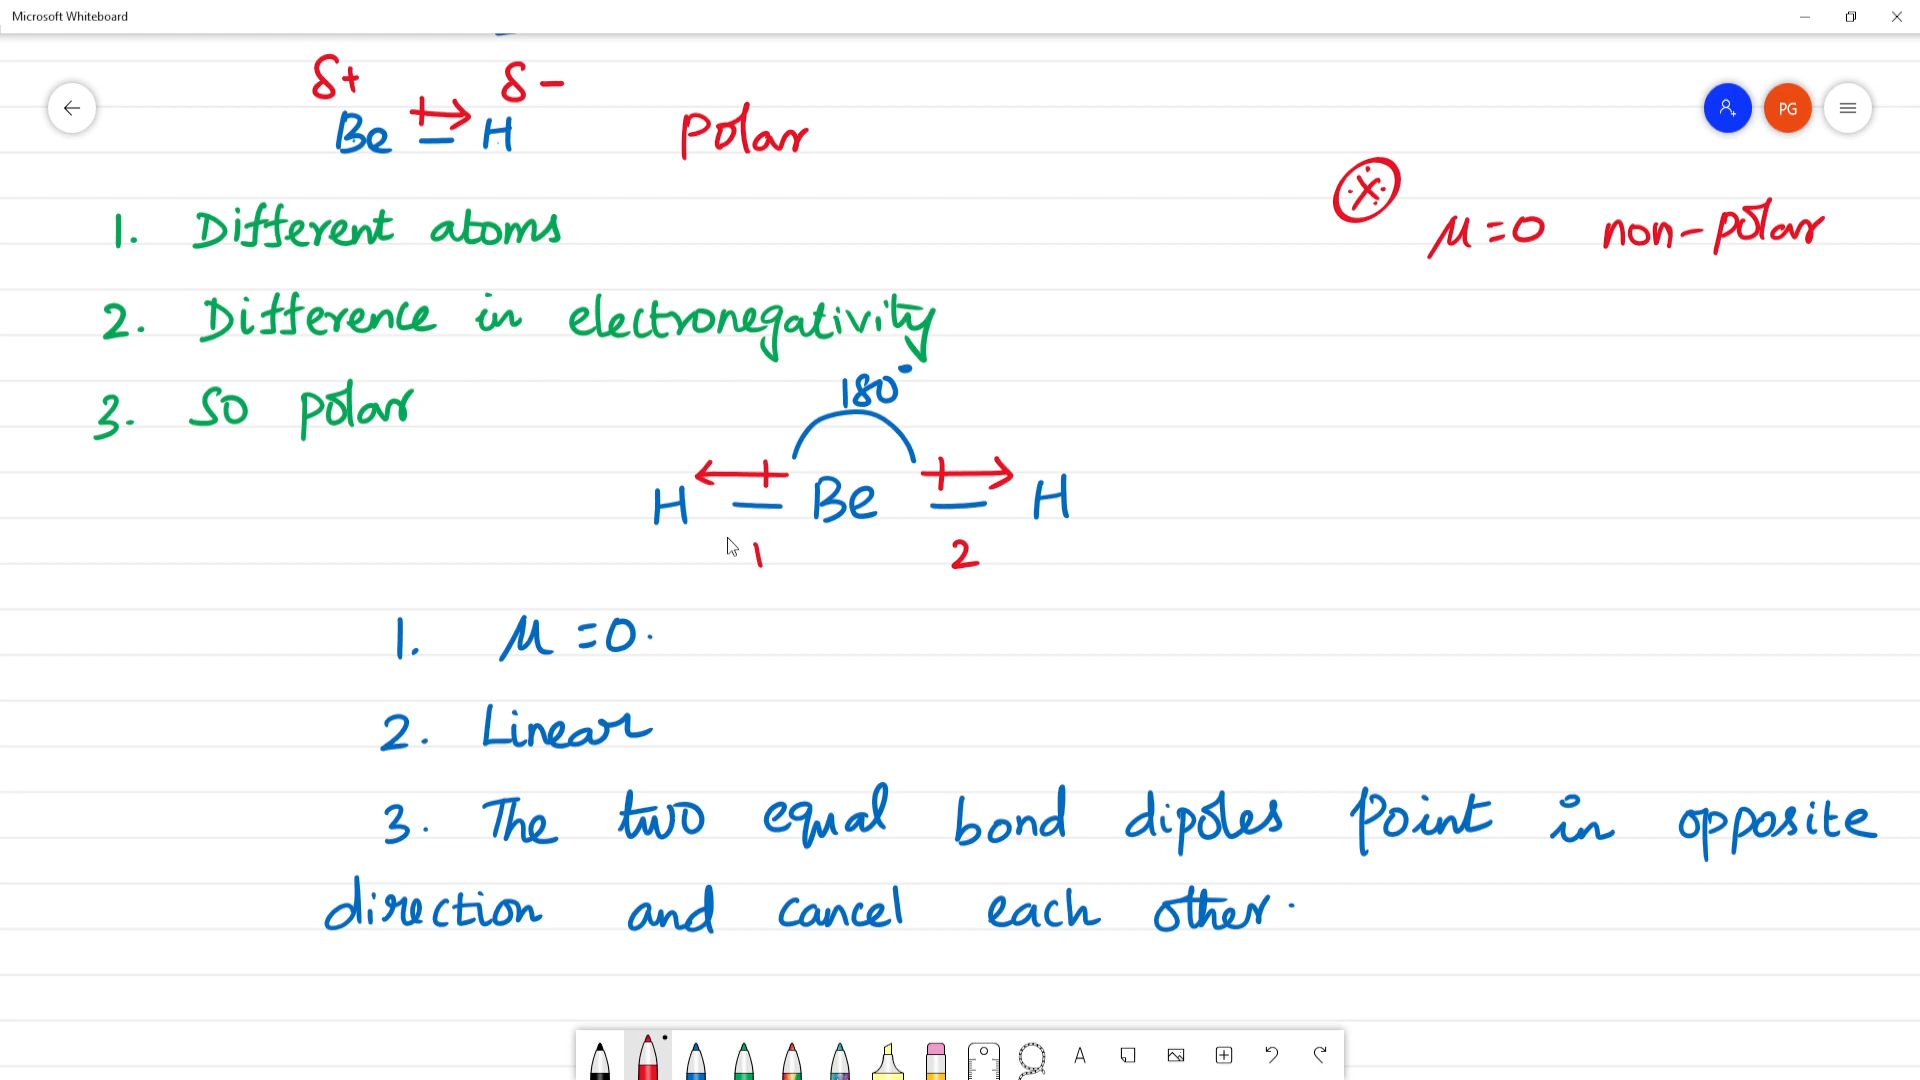 Microsoft Whiteboard
δ+ δ-
Be - H Polar
PG
1. Different atoms
μ=0 non-polar
2. Difference in electronegativity
3. So polar
180°
H - Be - H
1 2
1. μ=0.
2. Linear
3. The two equal bond dipoles point in opposite
direction and cancel each other.
A